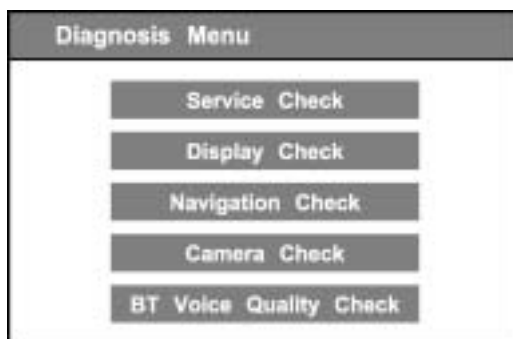 Diagnosis Menu
Service Check
Display Check
Navigation Check
Camera Check
BT Voice Quality Check